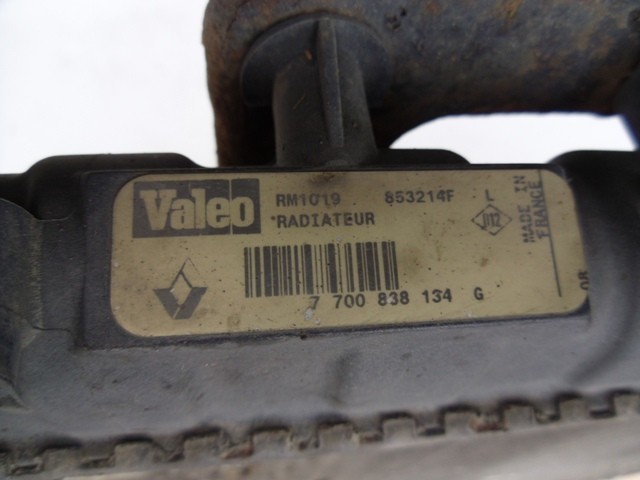 Valeo RM1019 853214F L
RADIATEUR
MADE IN
FRANCE
7 700 838 134 G